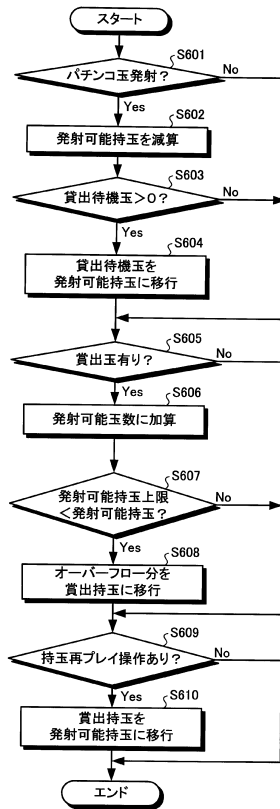 スタート
S601
パチンコ玉発射？
No
Yes
S602
発射可能持玉を減算
S603
貸出待機玉＞0？
No
Yes
S604
貸出待機玉を
発射可能持玉に移行
S605
賞出玉有り？
No
Yes
S606
発射可能玉数に加算
S607
発射可能持玉上限
＜発射可能持玉？
No
Yes
S608
オーバーフロー分を
賞出持玉に移行
S609
持玉再プレイ操作あり？
No
Yes
S610
賞出持玉を
発射可能持玉に移行
エンド